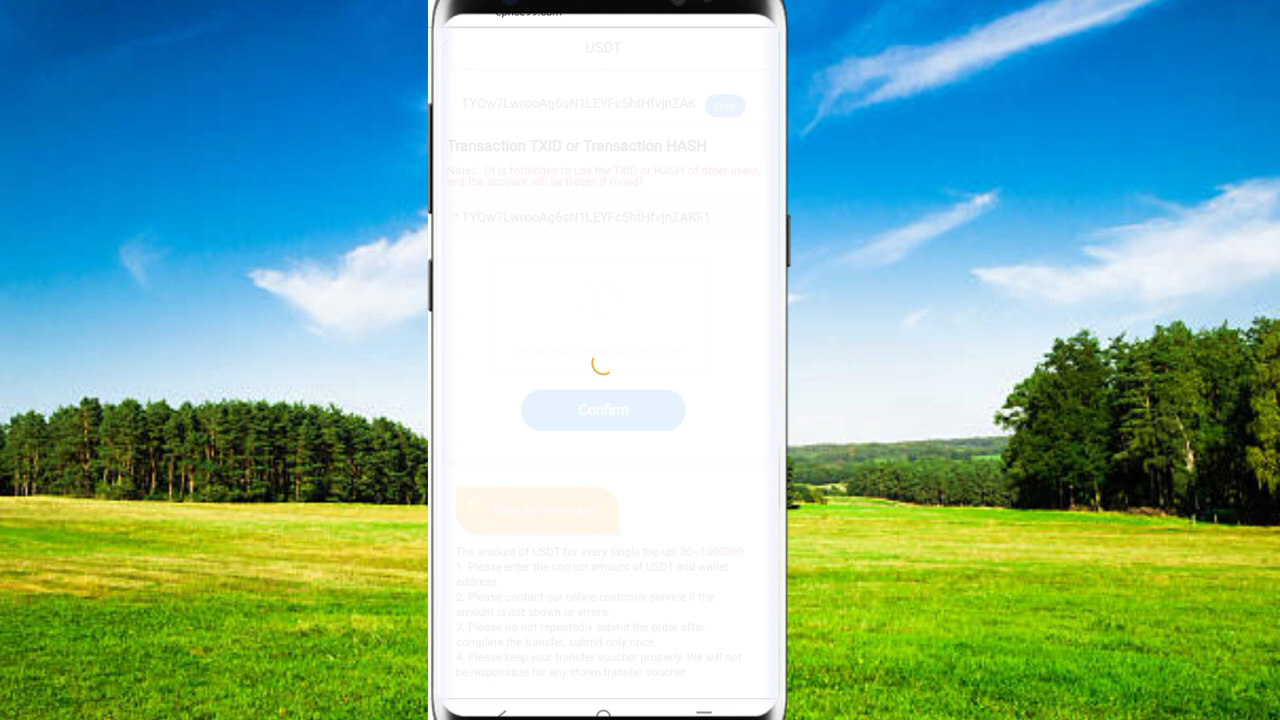 USDT
TYQw7LwrooAg6sN1LEYFc5htHfvjnZAK
Copy
Transaction TXID or Transaction HASH
Note: （It is forbidden to use the TXID or HASH of other users,
and the account will be frozen if found）
*TYQw7LwrooAg6sN1LEYFc5htHfvjnZAKF1
Confirm
The amount of USDT for every single top-up: 30~1000000
1. Please enter the correct amount of USDT and wallet
address.
2. Please contact our online customer service if the
amount is not shown or errors.
3. Please do not repeatedly submit the order after
complete the transfer, submit only once.
4. Please keep your transfer voucher properly. We will not
be responsible for any stolen transfer voucher.